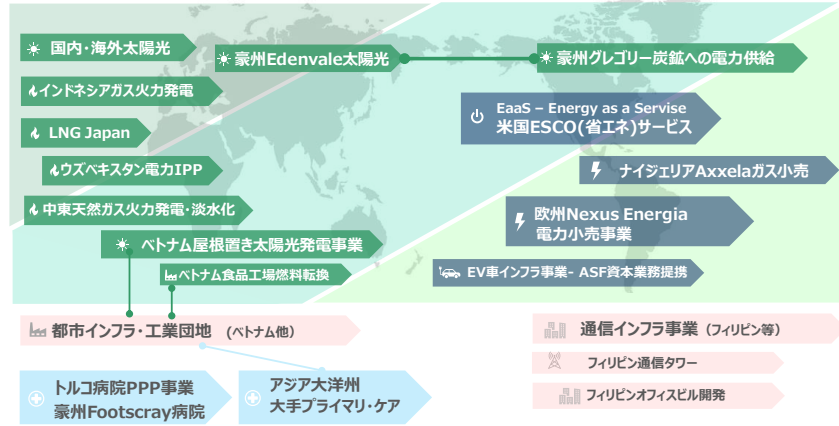 国内・海外太陽光
豪州Edenvale太陽光
豪州グレゴリー炭鉱への電力供給
インドネシアガス火力発電
EaaS – Energy as a Servise
米国ESCO(省エネ)サービス
LNG Japan
ナイジェリアAxxelaガス小売
ウズベキスタン電力IPP
中東天然ガス火力発電・淡水化
欧州Nexus Energia
電力小売事業
ベトナム屋根置き太陽光発電事業
ベトナム食品工場燃料転換
EV車インフラ事業- ASF資本業務提携
都市インフラ・工業団地 (ベトナム他)
通信インフラ事業(フィリピン等)
フィリピン通信タワー
フィリピンオフィスビル開発
トルコ病院PPP事業
豪州Footscray病院
アジア大洋州
大手プライマリ・ケア